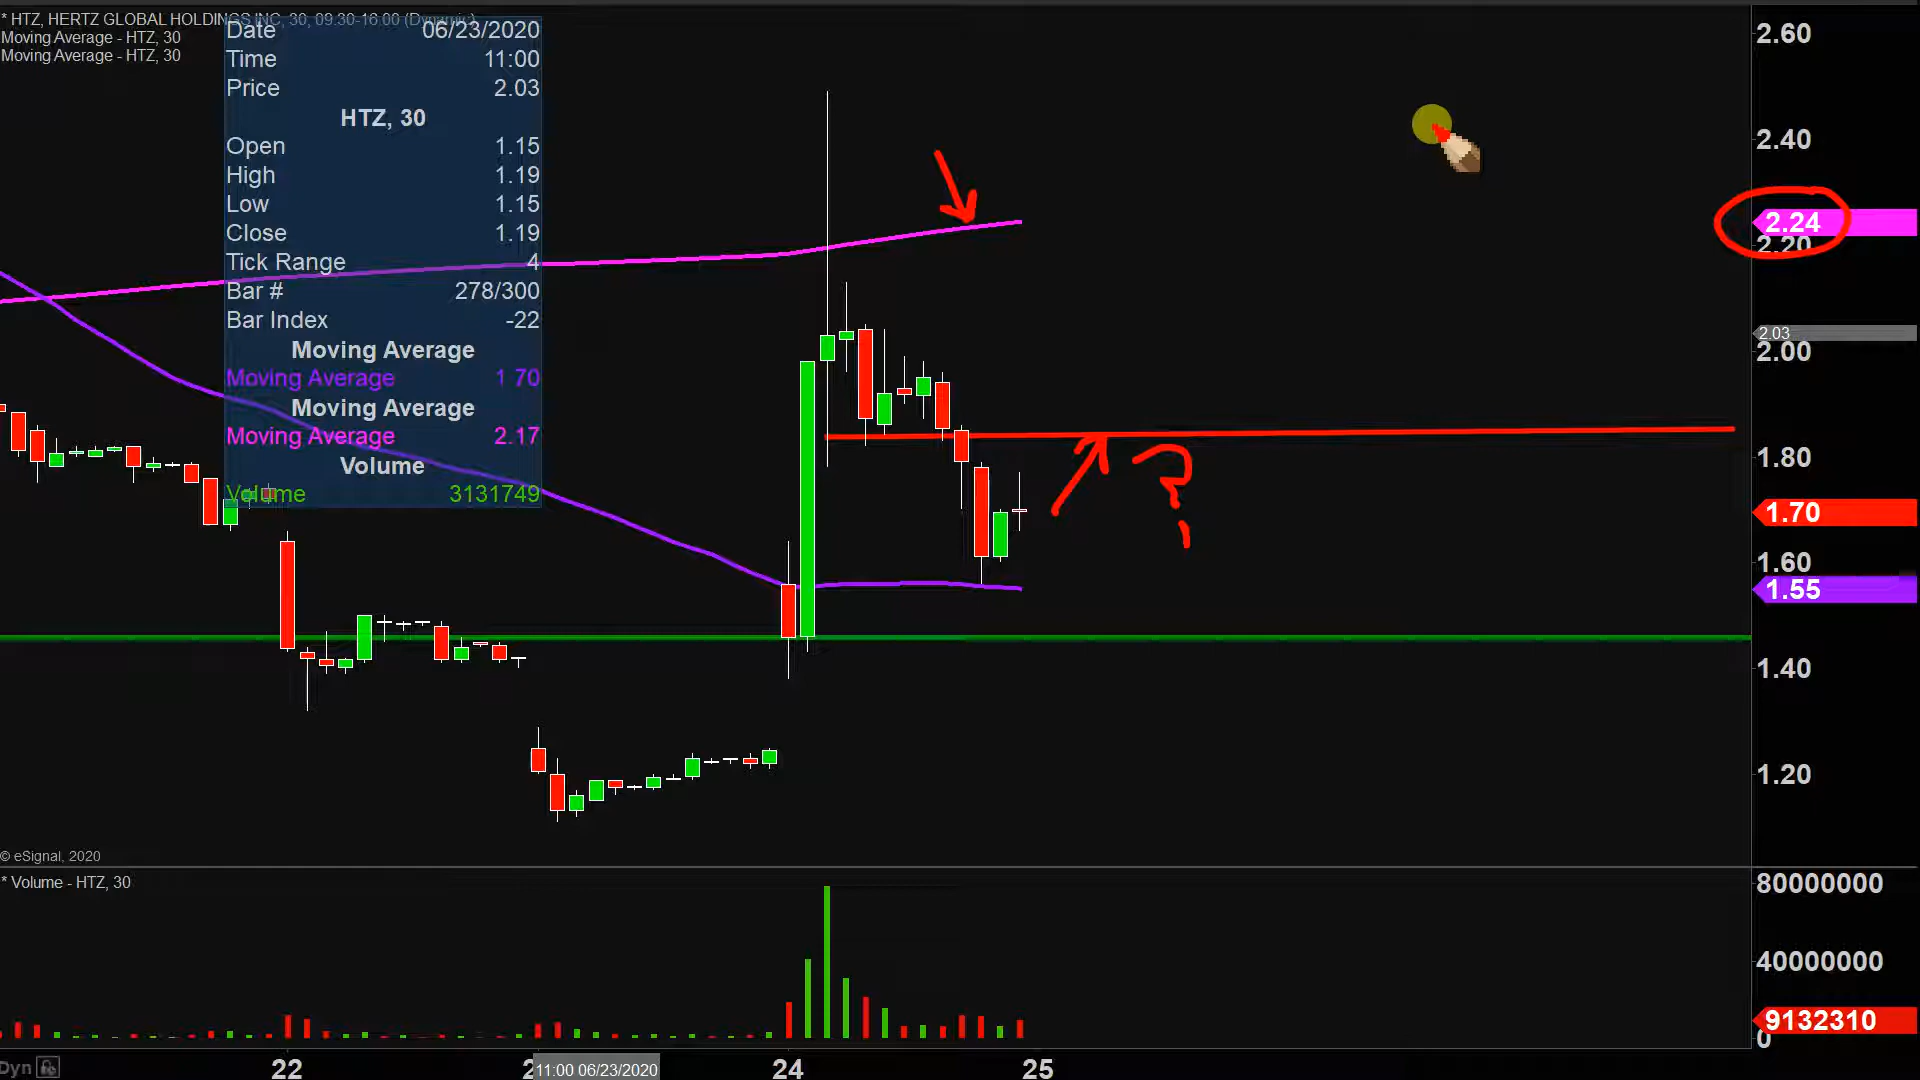 * HTZ, HERTZ GLOBAL HOLDINGS INC, 30, 09:30-16:00 (Dynamic)
Moving Average - HTZ, 30
Moving Average - HTZ, 30
Date 06/23/2020
Time 11:00
Price 2.03
HTZ, 30
Open 1.15
High 1.19
Low 1.15
Close 1.19
Tick Range 4
Bar # 278/300
Bar Index -22
Moving Average
Moving Average 1.70
Moving Average
Moving Average 2.17
Volume
Volume 3131749
?
2.60
2.40
2.24
2.20
2.03
2.00
1.80
1.70
1.60
1.55
1.40
1.20
© eSignal, 2020
* Volume - HTZ, 30
80000000
40000000
9132310
0
Dyn 22 11:00 06/23/2020 24 25